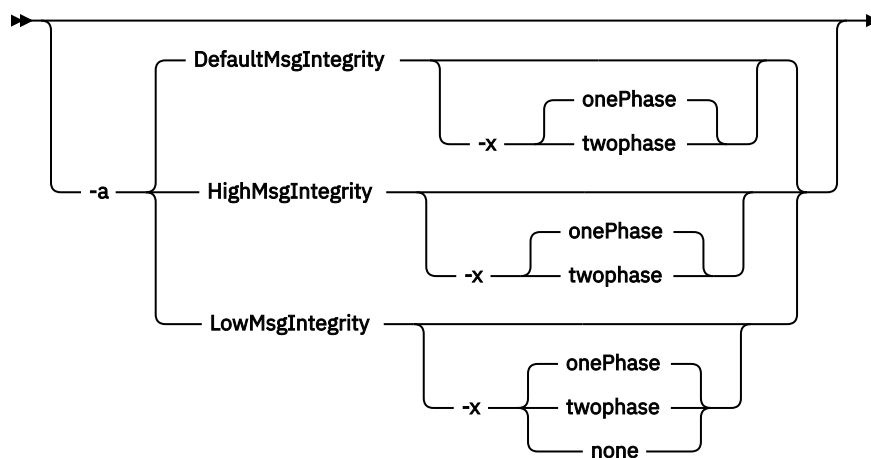 DefaultMsgIntegrity
onePhase
-x twophase
-a HighMsgIntegrity
onePhase
-x twophase
LowMsgIntegrity
onePhase
-x twophase
none